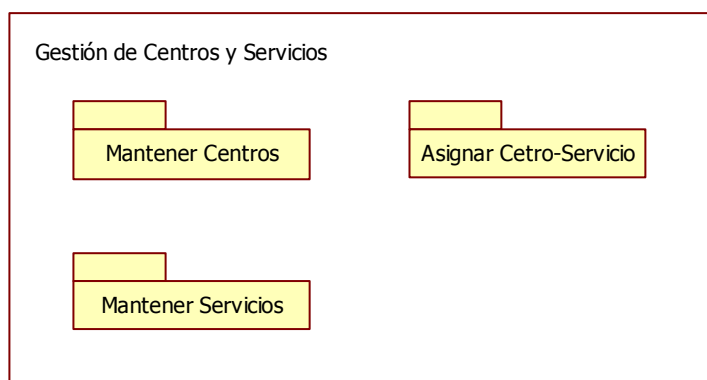 Gestión de Centros y Servicios
Mantener Centros
Asignar Cetro-Servicio
Mantener Servicios